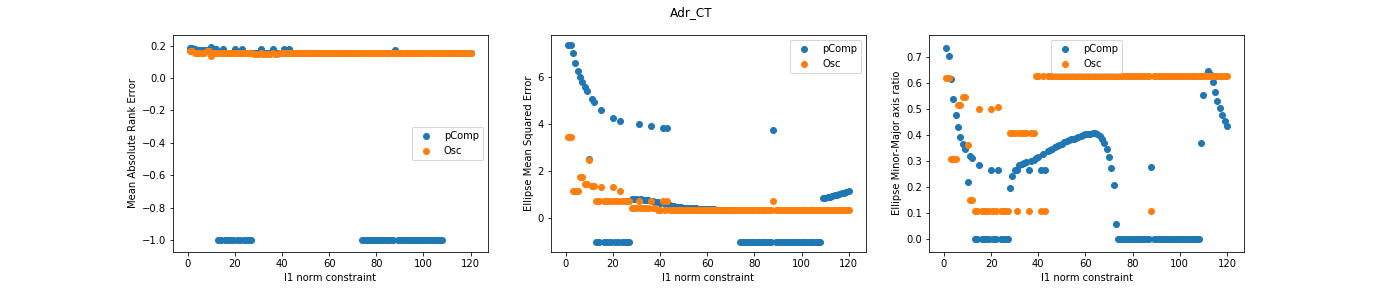 Adr_CT
Mean Absolute Rank Error
0.2
0.0
−0.2
−0.4
−0.6
−0.8
−1.0
0 20 40 60 80 100 120
l1 norm constraint
pComp
Osc
Ellipse Mean Squared Error
6
4
2
0
0 20 40 60 80 100 120
l1 norm constraint
pComp
Osc
Ellipse Minor-Major axis ratio
0.7
0.6
0.5
0.4
0.3
0.2
0.1
0.0
0 20 40 60 80 100 120
l1 norm constraint
pComp
Osc